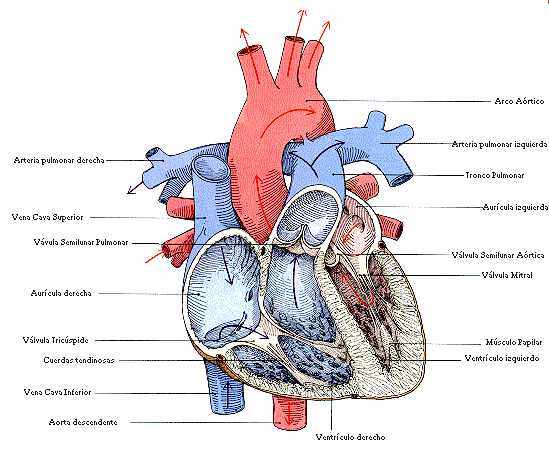 Arco Aórtico
Arteria pulmonar izquierda
Arteria pulmonar derecha
Tronco Pulmonar
Aurícula izquierda
Vena Cava Superior
Vávula Semilunar Pulmonar
Válvula Semilunar Aórtica
Válvula Mitral
Aurícula derecha
Válvula Tricúspide
Músculo Papilar
Cuerdas tendinosas
Ventrículo izquierdo
Vena Cava Inferior
Aorta descendente
Ventrículo derecho